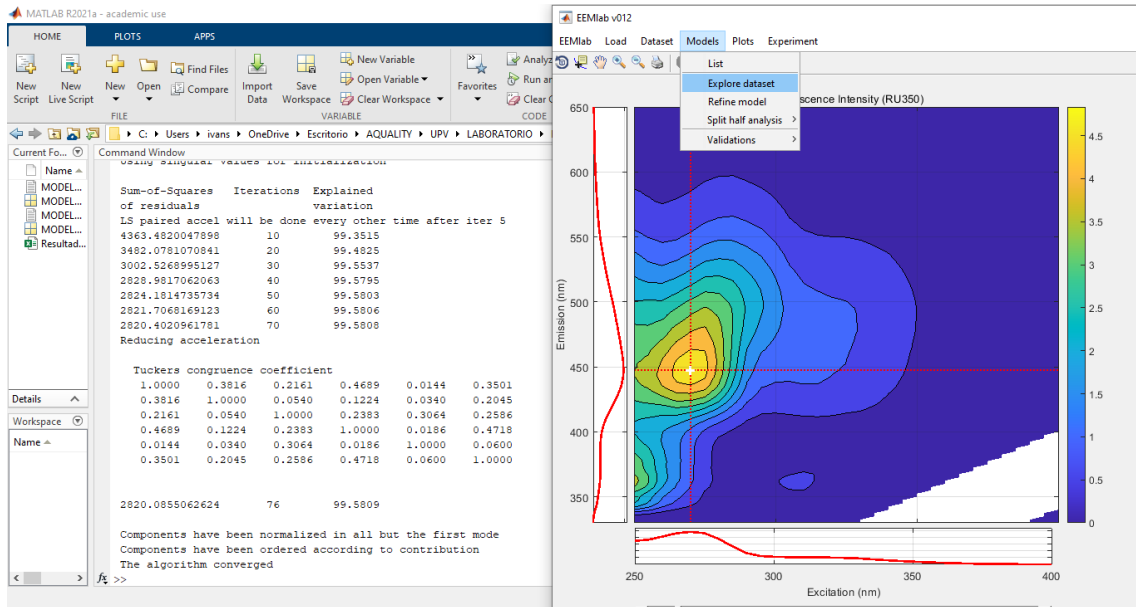 MATLAB R2021a - academic use
HOME PLOTS APPS
New Script
New Live Script
New
Open
Find Files
Compare
Import Data
Save Workspace
New Variable
Open Variable
Clear Workspace
Favorites
Analyz
Run an
Clear C
FILE VARIABLE CODE
C: Users ivans OneDrive Escritorio AQUALITY UPV LABORATORIO
Current Fo...
Name
MODEL...
MODEL...
MODEL...
MODEL...
Resultad...
Details
Workspace
Name
Command Window
Using singular values for initialization
Sum-of-Squares Iterations Explained
of residuals variation
LS paired accel will be done every other time after iter 5
4363.4820047898 10 99.3515
3482.0781070841 20 99.4825
3002.5268995127 30 99.5537
2828.9817062063 40 99.5795
2824.1814735734 50 99.5803
2821.7068169123 60 99.5806
2820.4020961781 70 99.5808
Reducing acceleration
Tuckers congruence coefficient
1.0000 0.3816 0.2161 0.4689 0.0144 0.3501
0.3816 1.0000 0.0540 0.1224 0.0340 0.2045
0.2161 0.0540 1.0000 0.2383 0.3064 0.2586
0.4689 0.1224 0.2383 1.0000 0.0186 0.4718
0.0144 0.0340 0.3064 0.0186 1.0000 0.0600
0.3501 0.2045 0.2586 0.4718 0.0600 1.0000
2820.0855062624 76 99.5809
Components have been normalized in all but the first mode
Components have been ordered according to contribution
The algorithm converged
fx >>
EEMlab v012
EEMlab Load Dataset Models Plots Experiment
List
Explore dataset
Refine model
Split half analysis
Validations
scence Intensity (RU350)
650
600
550
500
450
400
350
Emission (nm)
4.5
4
3.5
3
2.5
2
1.5
1
0.5
0
250 300 350 400
Excitation (nm)